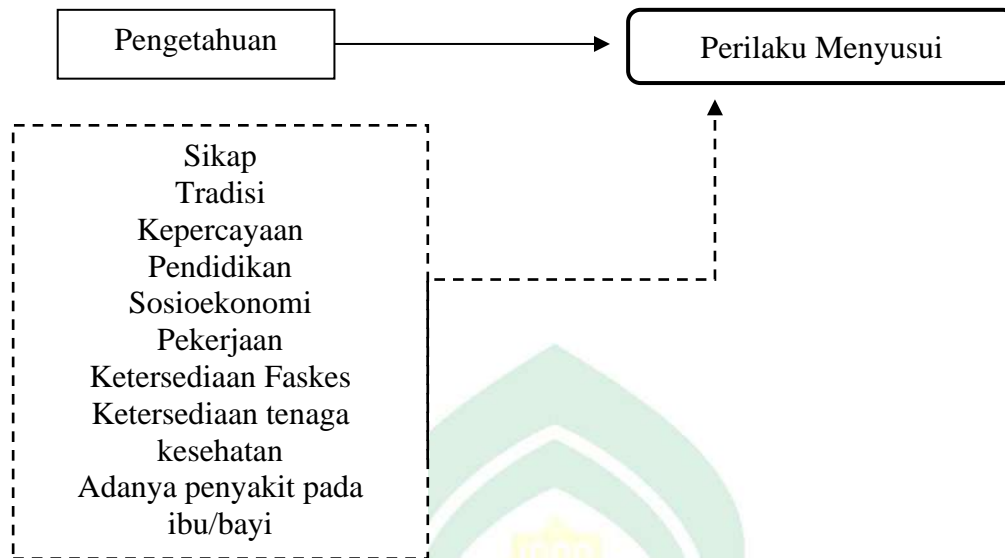 Pengetahuan
Perilaku Menyusui
Sikap
Tradisi
Kepercayaan
Pendidikan
Sosioekonomi
Pekerjaan
Ketersediaan Faskes
Ketersediaan tenaga
kesehatan
Adanya penyakit pada
ibu/bayi